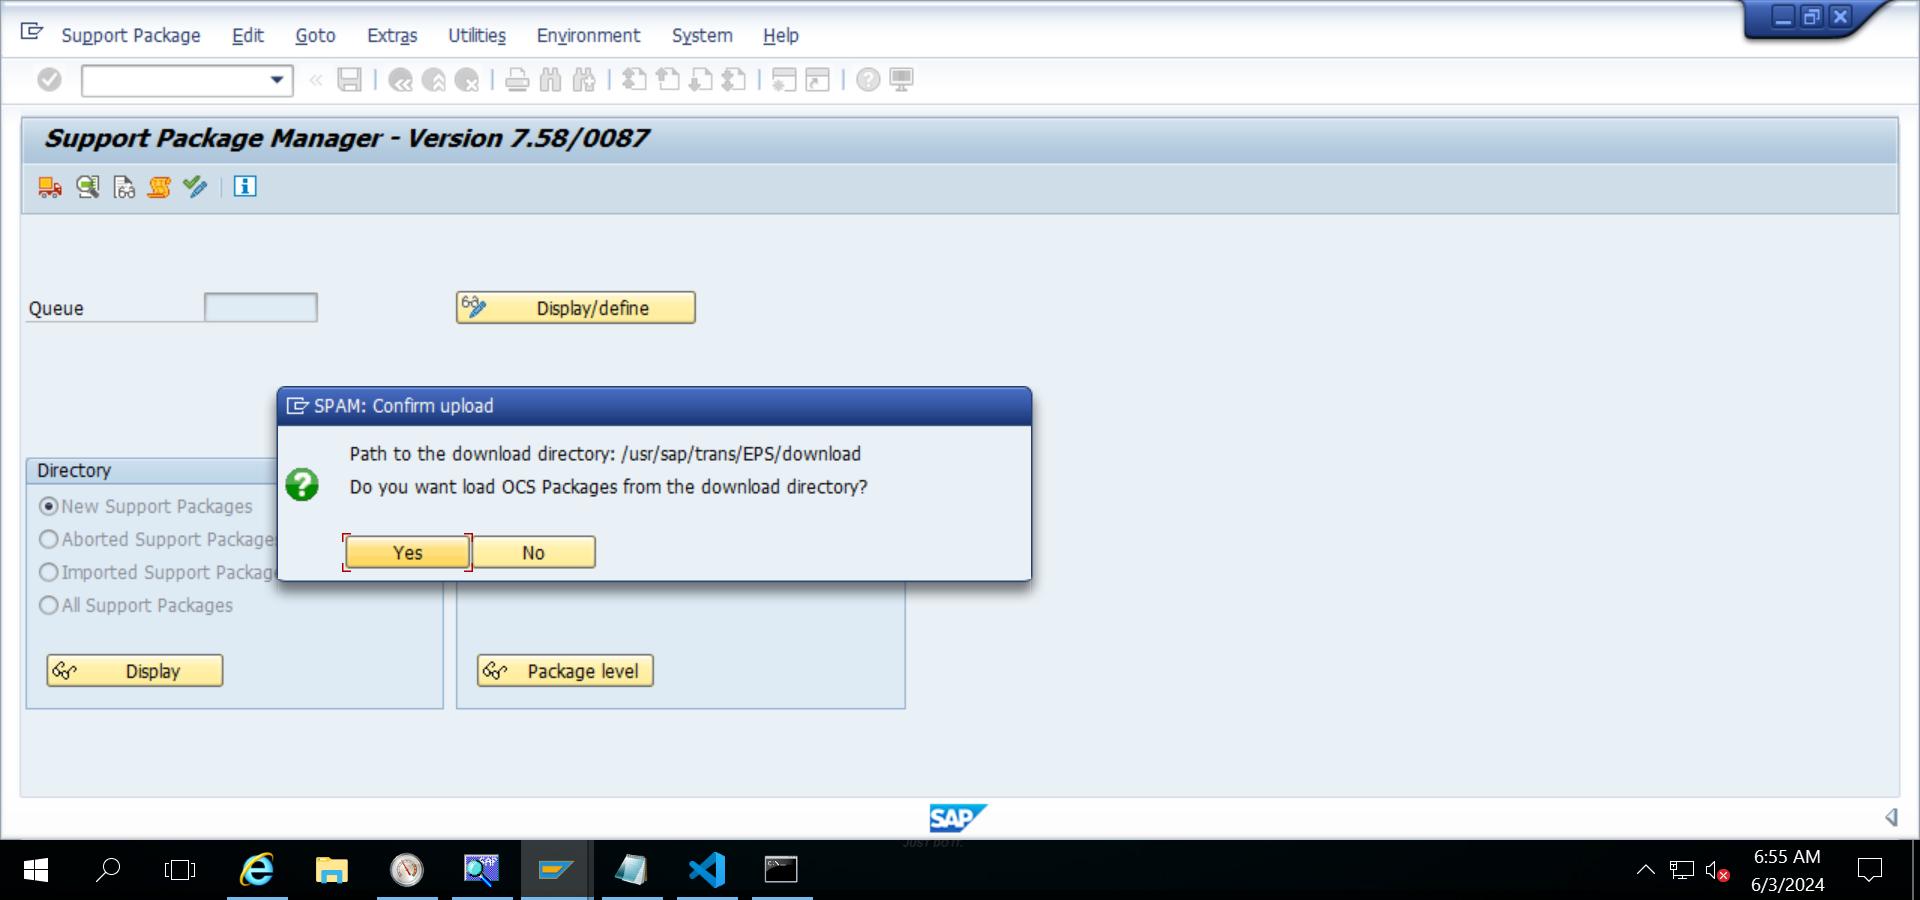 Support Package Edit Goto Extras Utilities Environment System Help
Support Package Manager - Version 7.58/0087
Queue
Display/define
SPAM: Confirm upload
Path to the download directory: /usr/sap/trans/EPS/download
Do you want load OCS Packages from the download directory?
Yes No
Directory
New Support Packages
Aborted Support Package
Imported Support Packag
All Support Packages
Display
Package level
SAP
JUST DO IT.
6:55 AM
6/3/2024